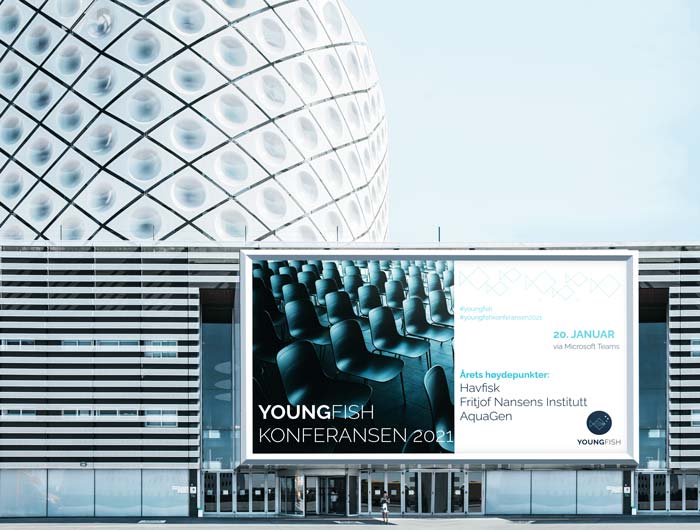 YOUNGFISH
KONFERANSEN 2021
#youngfish
#youngfishkonferansen2021
20. JANUAR
via Microsoft Teams
Årets høydepunkter:
Havfisk
Fritjof Nansens Institutt
AquaGen
YOUNGFISH